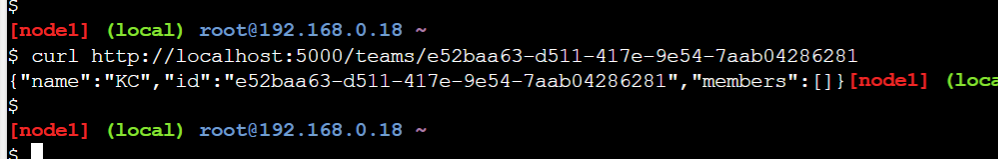 $
[node1] (local) root@192.168.0.18 ~
$ curl http://localhost:5000/teams/e52baa63-d511-417e-9e54-7aab04286281
{"name":"KC","id":"e52baa63-d511-417e-9e54-7aab04286281","members":[]}[node1] (loca
$
[node1] (local) root@192.168.0.18 ~
$